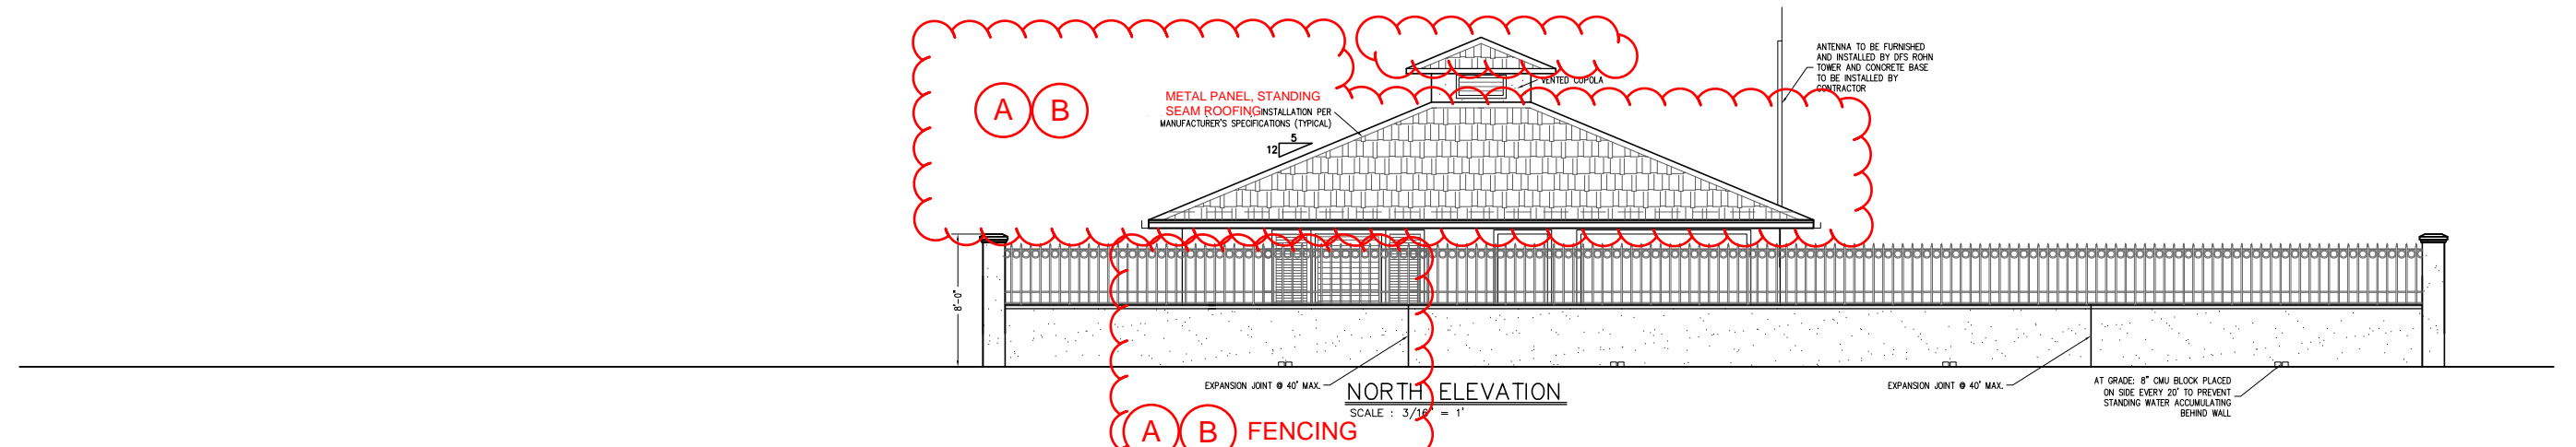 ANTENNA TO BE FURNISHED
AND INSTALLED BY DFS ROHN
TOWER AND CONCRETE BASE
TO BE INSTALLED BY
CONTRACTOR
VENTED CUPOLA
A B
METAL PANEL, STANDING
SEAM ROOFING INSTALLATION PER
MANUFACTURER'S SPECIFICATIONS (TYPICAL)
5
12
8'-0"
EXPANSION JOINT @ 40' MAX.
NORTH ELEVATION
SCALE : 3/16" = 1'
EXPANSION JOINT @ 40' MAX.
AT GRADE: 8" CMU BLOCK PLACED
ON SIDE EVERY 20' TO PREVENT
STANDING WATER ACCUMULATING
BEHIND WALL
A B FENCING